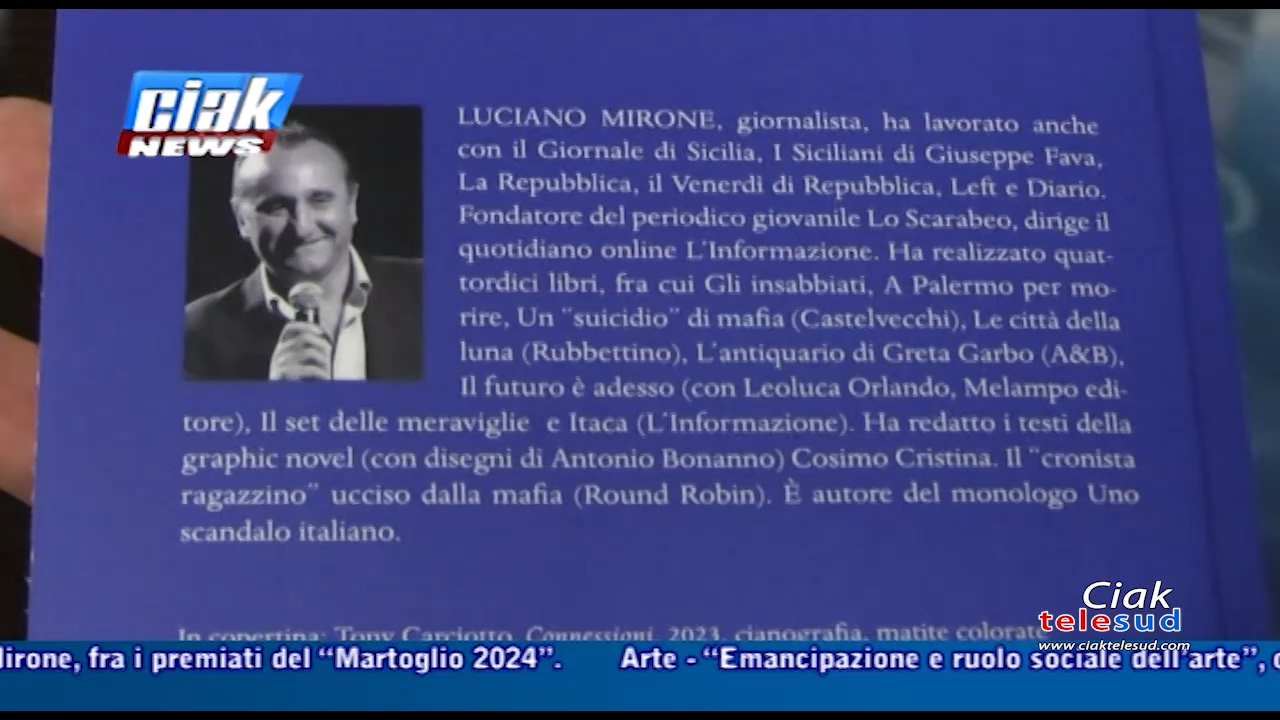 ciak
NEWS
LUCIANO MIRONE, giornalista, ha lavorato anche
con il Giornale di Sicilia, I Siciliani di Giuseppe Fava,
La Repubblica, il Venerdì di Repubblica, Left e Diario.
Fondatore del periodico giovanile Lo Scarabeo, dirige il
quotidiano online L'Informazione. Ha realizzato quat-
tordici libri, fra cui Gli insabbiati, A Palermo per mo-
rire, Un "suicidio" di mafia (Castelvecchi), Le città della
luna (Rubbettino), L'antiquario di Greta Garbo (A&B),
Il futuro è adesso (con Leoluca Orlando, Melampo edi-
tore), Il set delle meraviglie e Itaca (L'Informazione). Ha redatto i testi della
graphic novel (con disegni di Antonio Bonanno) Cosimo Cristina. Il "cronista
ragazzino" ucciso dalla mafia (Round Robin). È autore del monologo Uno
scandalo italiano.
In copertina: Tony Carciotto, Connessioni, 2023, cianografia, matite colorate
Ciak
telesud
www.ciaktelesud.com
Mirone, fra i premiati del “Martoglio 2024”. Arte - “Emancipazione e ruolo sociale dell'arte”,